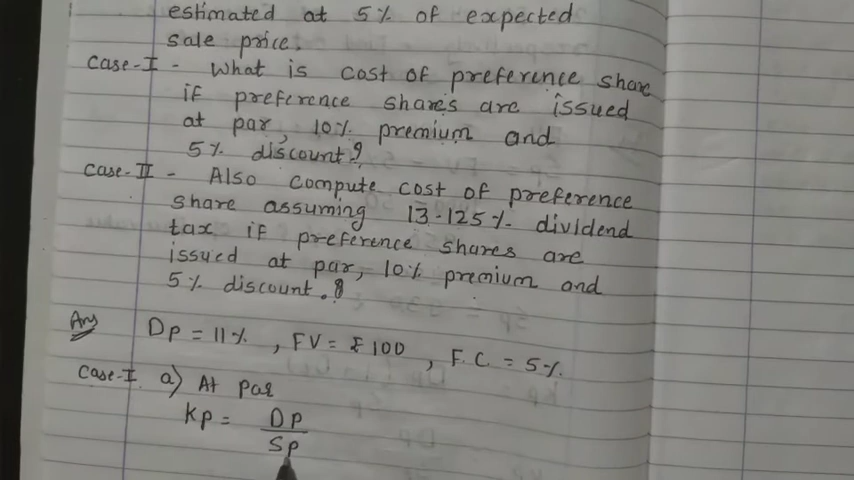 estimated at 5% of expected
sale price.
Case-I - What is cost of preference share
if preference shares are issued
at par, 10% premium and
5% discount?
Case-II - Also compute cost of preference
share assuming 13.125% dividend
tax if preference shares are
issued at par, 10% premium and
5% discount.?
Ans Dp = 11% , FV = ₹100 , F.C = 5%.
Case-I a) At par
Kp = Dp
Sp